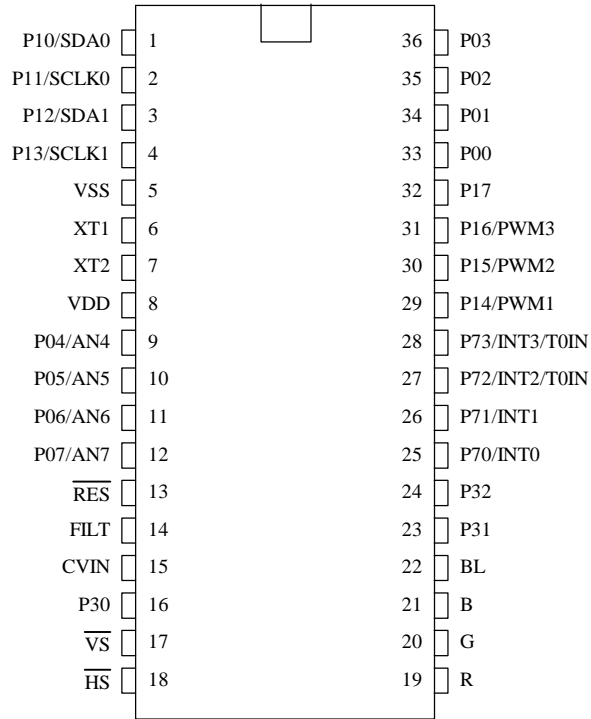 P10/SDA0 1 36 P03
P11/SCLK0 2 35 P02
P12/SDA1 3 34 P01
P13/SCLK1 4 33 P00
VSS 5 32 P17
XT1 6 31 P16/PWM3
XT2 7 30 P15/PWM2
VDD 8 29 P14/PWM1
P04/AN4 9 28 P73/INT3/T0IN
P05/AN5 10 27 P72/INT2/T0IN
P06/AN6 11 26 P71/INT1
P07/AN7 12 25 P70/INT0
R̅E̅S̅ 13 24 P32
FILT 14 23 P31
CVIN 15 22 BL
P30 16 21 B
V̅S̅ 17 20 G
H̅S̅ 18 19 R